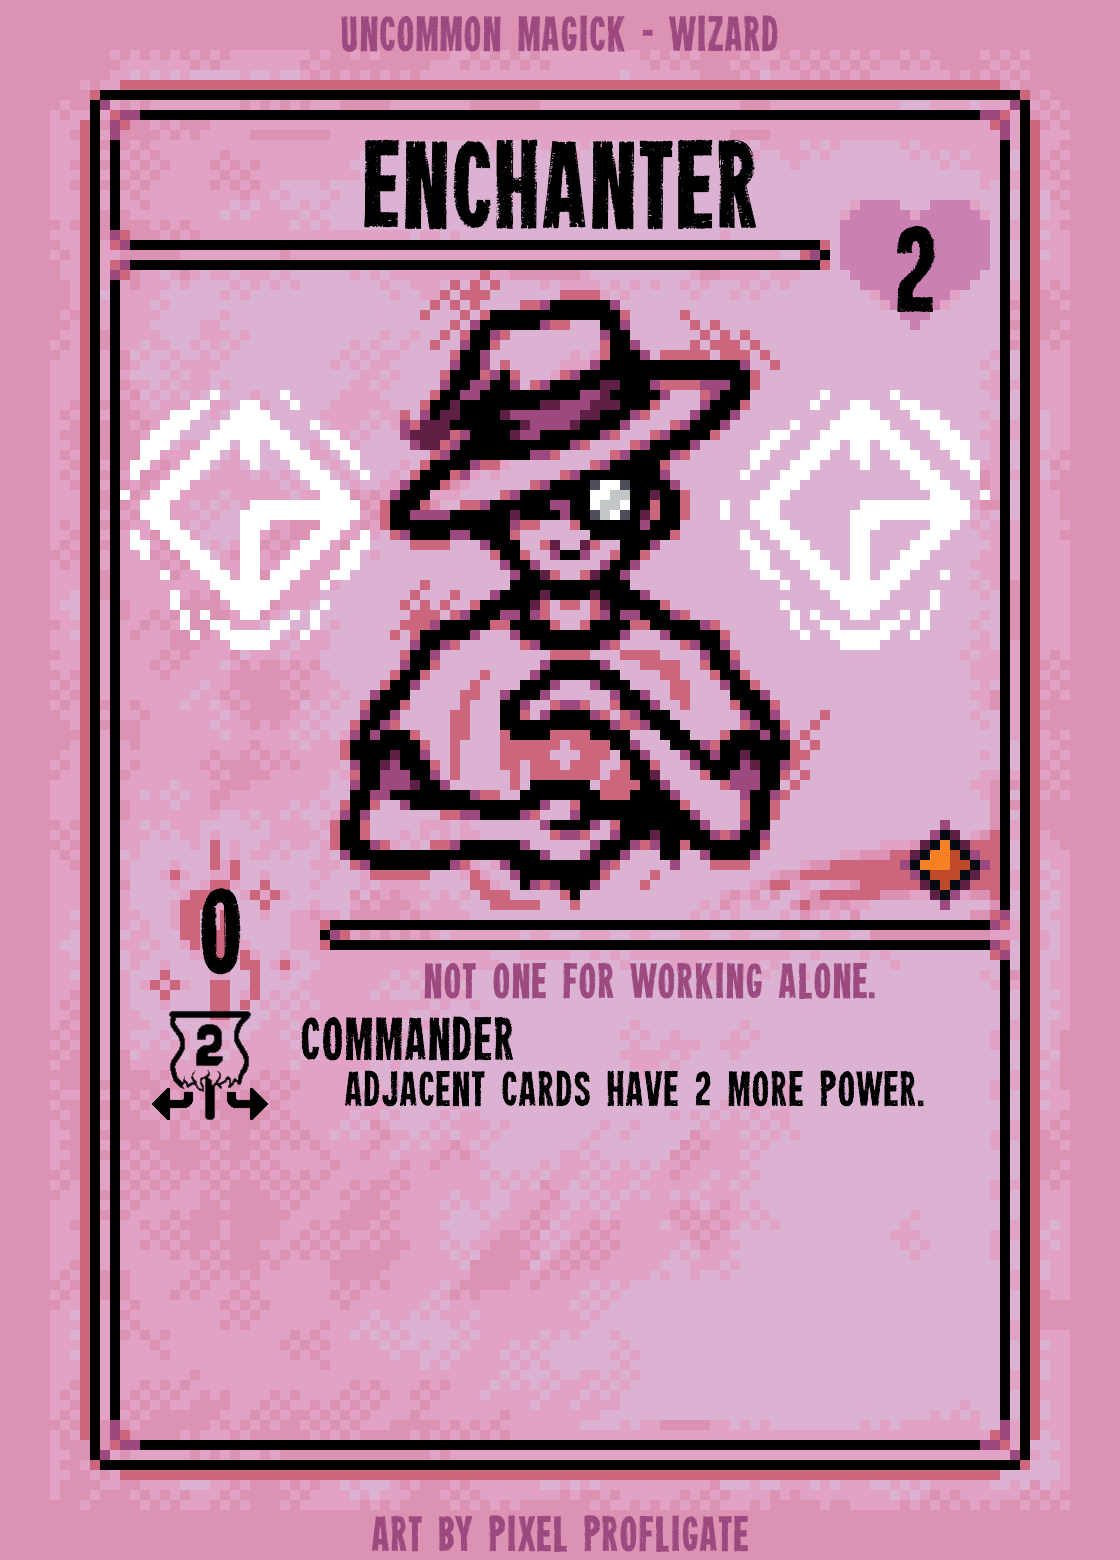 UNCOMMON MAGICK - WIZARD
ENCHANTER
2
0
NOT ONE FOR WORKING ALONE.
2
COMMANDER
ADJACENT CARDS HAVE 2 MORE POWER.
ART BY PIXEL PROFLIGATE